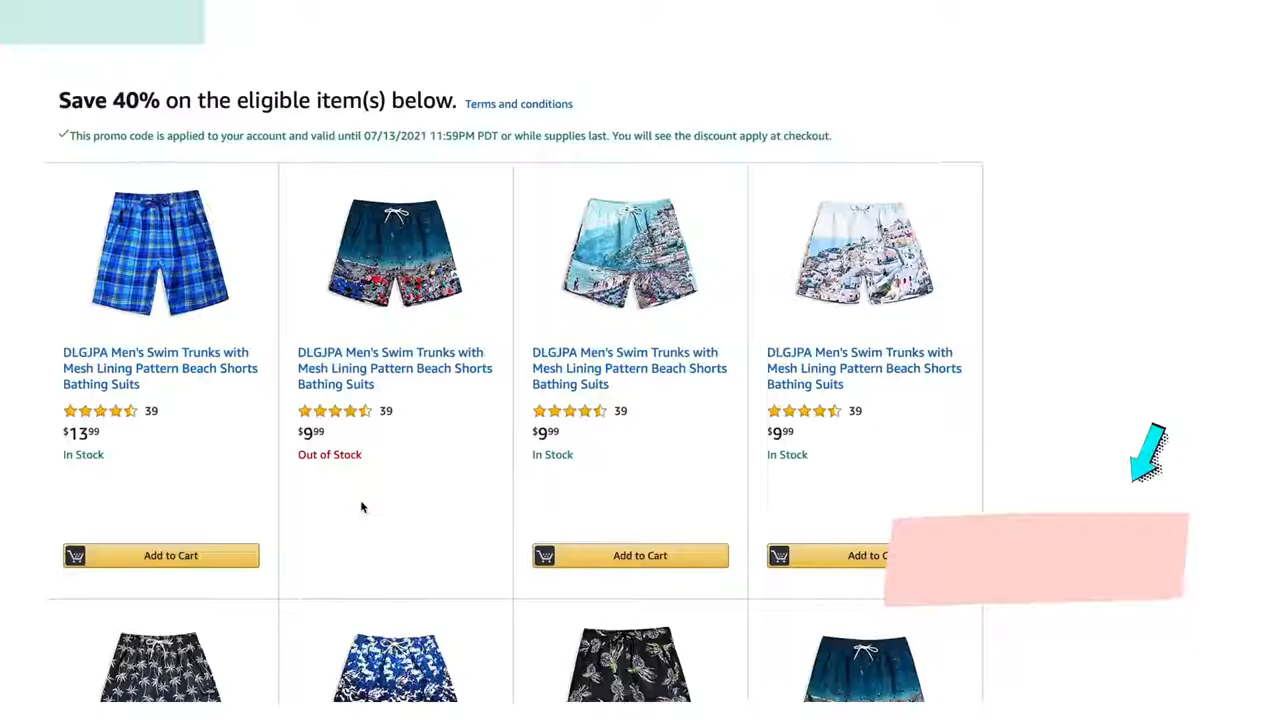 Save 40% on the eligible item(s) below. Terms and conditions
✓This promo code is applied to your account and valid until 07/13/2021 11:59PM PDT or while supplies last. You will see the discount apply at checkout.
DLGJPA Men's Swim Trunks with
Mesh Lining Pattern Beach Shorts
Bathing Suits
39
$13.99
In Stock
Add to Cart
DLGJPA Men's Swim Trunks with
Mesh Lining Pattern Beach Shorts
Bathing Suits
39
$9.99
Out of Stock
DLGJPA Men's Swim Trunks with
Mesh Lining Pattern Beach Shorts
Bathing Suits
39
$9.99
In Stock
Add to Cart
DLGJPA Men's Swim Trunks with
Mesh Lining Pattern Beach Shorts
Bathing Suits
39
$9.99
In Stock
Add to